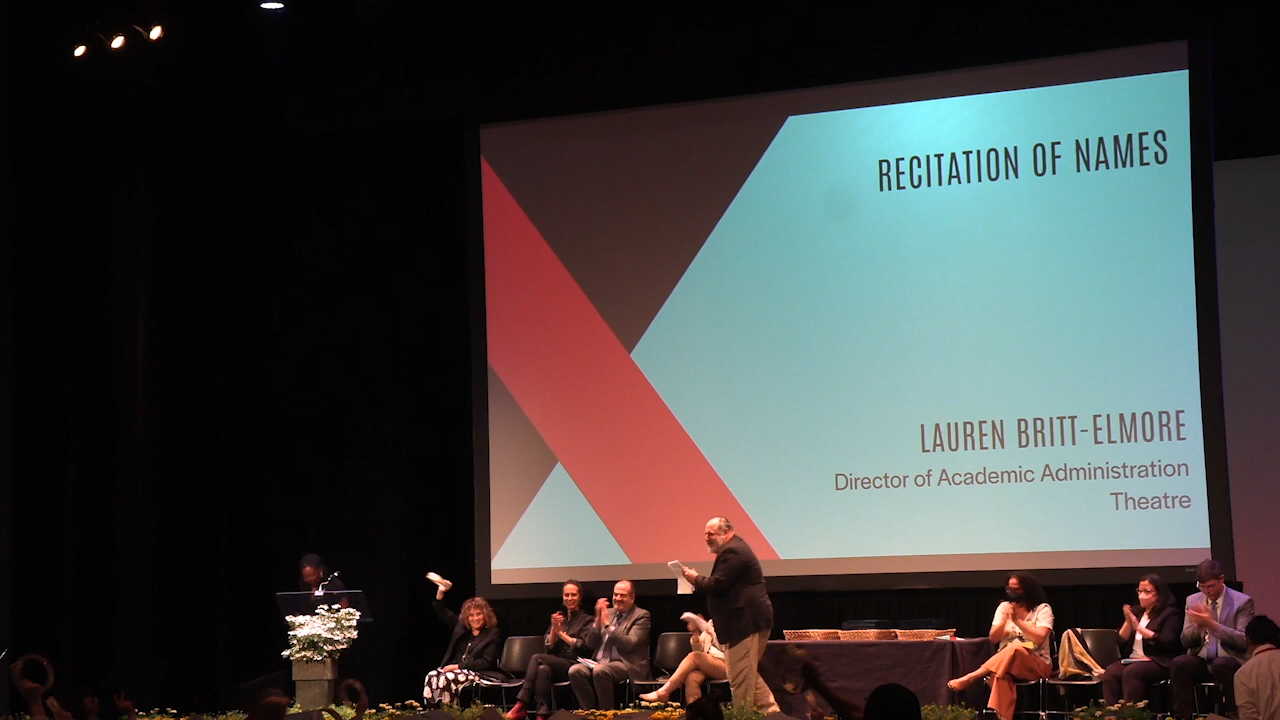 RECITATION OF NAMES
LAUREN BRITT-ELMORE
Director of Academic Administration
Theatre